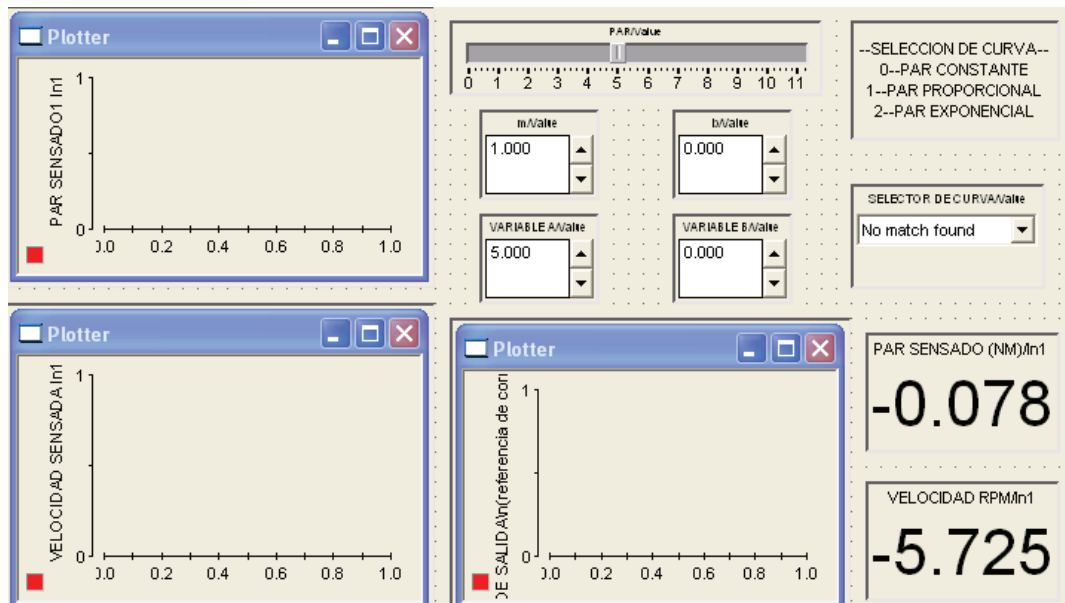 Plotter
PAR SENSADO1 In1
1
0
0.0 0.2 0.4 0.6 0.8 1.0
PAR/Value
0 1 2 3 4 5 6 7 8 9 10 11
m/Value
1.000
b/Value
0.000
VARIABLE A/Value
5.000
VARIABLE B/Value
0.000
--SELECCION DE CURVA--
0--PAR CONSTANTE
1--PAR PROPORCIONAL
2--PAR EXPONENCIAL
SELECTOR DE CURVA/Value
No match found
Plotter
VELOCIDAD SENSADA In1
1
0
0.0 0.2 0.4 0.6 0.8 1.0
Plotter
DE SALIDA\n(referencia de corr
1
0
0.0 0.2 0.4 0.6 0.8 1.0
PAR SENSADO (NM)/In1
-0.078
VELOCIDAD RPM/In1
-5.725